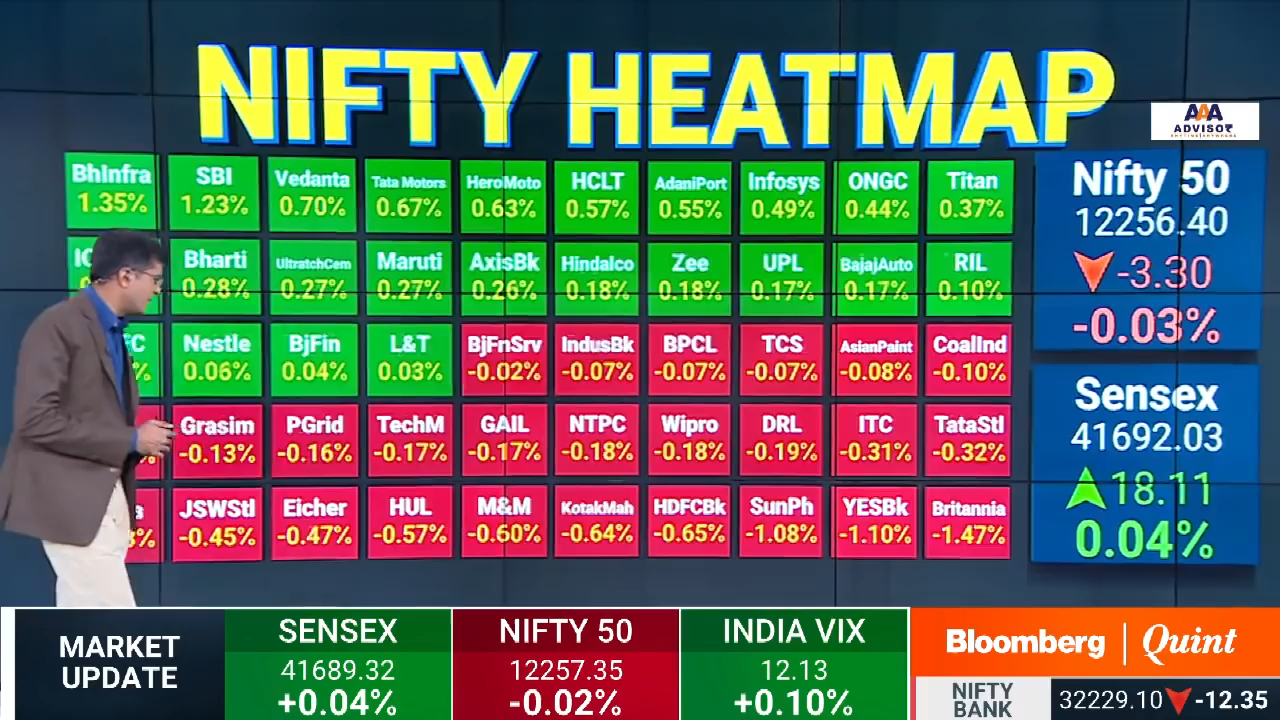 NIFTY HEATMAP
AAA
ADVISOR
BhInfra SBI Vedanta Tata Motors HeroMoto HCLT AdaniPort Infosys ONGC Titan
1.35% 1.23% 0.70% 0.67% 0.63% 0.57% 0.55% 0.49% 0.44% 0.37%
IC Bharti UltratchCem Maruti AxisBk Hindalco Zee UPL BajajAuto RIL
0.28% 0.27% 0.27% 0.26% 0.18% 0.18% 0.17% 0.17% 0.10%
C Nestle BjFin L&T BjFnSrv IndusBk BPCL TCS AsianPaint CoalInd
% 0.06% 0.04% 0.03% -0.02% -0.07% -0.07% -0.07% -0.08% -0.10%
Grasim PGrid TechM GAIL NTPC Wipro DRL ITC TataStl
% -0.13% -0.16% -0.17% -0.17% -0.18% -0.18% -0.19% -0.31% -0.32%
JSWStl Eicher HUL M&M KotakMah HDFCBk SunPh YESBk Britannia
% -0.45% -0.47% -0.57% -0.60% -0.64% -0.65% -1.08% -1.10% -1.47%
Nifty 50
12256.40
-3.30
-0.03%
Sensex
41692.03
18.11
0.04%
MARKET
UPDATE
SENSEX
41689.32
+0.04%
NIFTY 50
12257.35
-0.02%
INDIA VIX
12.13
+0.10%
Bloomberg | Quint
NIFTY
BANK
32229.10 -12.35